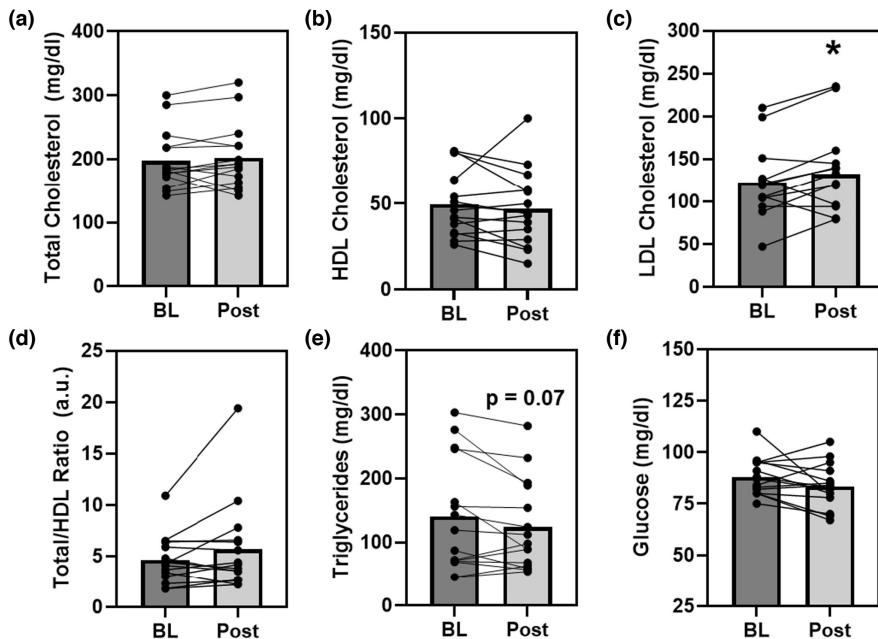 (a)
Total Cholesterol (mg/dl)
400
300
200
100
0
BL Post
(b)
HDL Cholesterol (mg/dl)
150
100
50
0
BL Post
(c)
LDL Cholesterol (mg/dl)
300
250
200
150
100
50
0
*
BL Post
(d)
Total/HDL Ratio (a.u.)
25
20
15
10
5
0
BL Post
(e)
Triglycerides (mg/dl)
400
300
200
100
0
p = 0.07
BL Post
(f)
Glucose (mg/dl)
150
125
100
75
50
25
BL Post